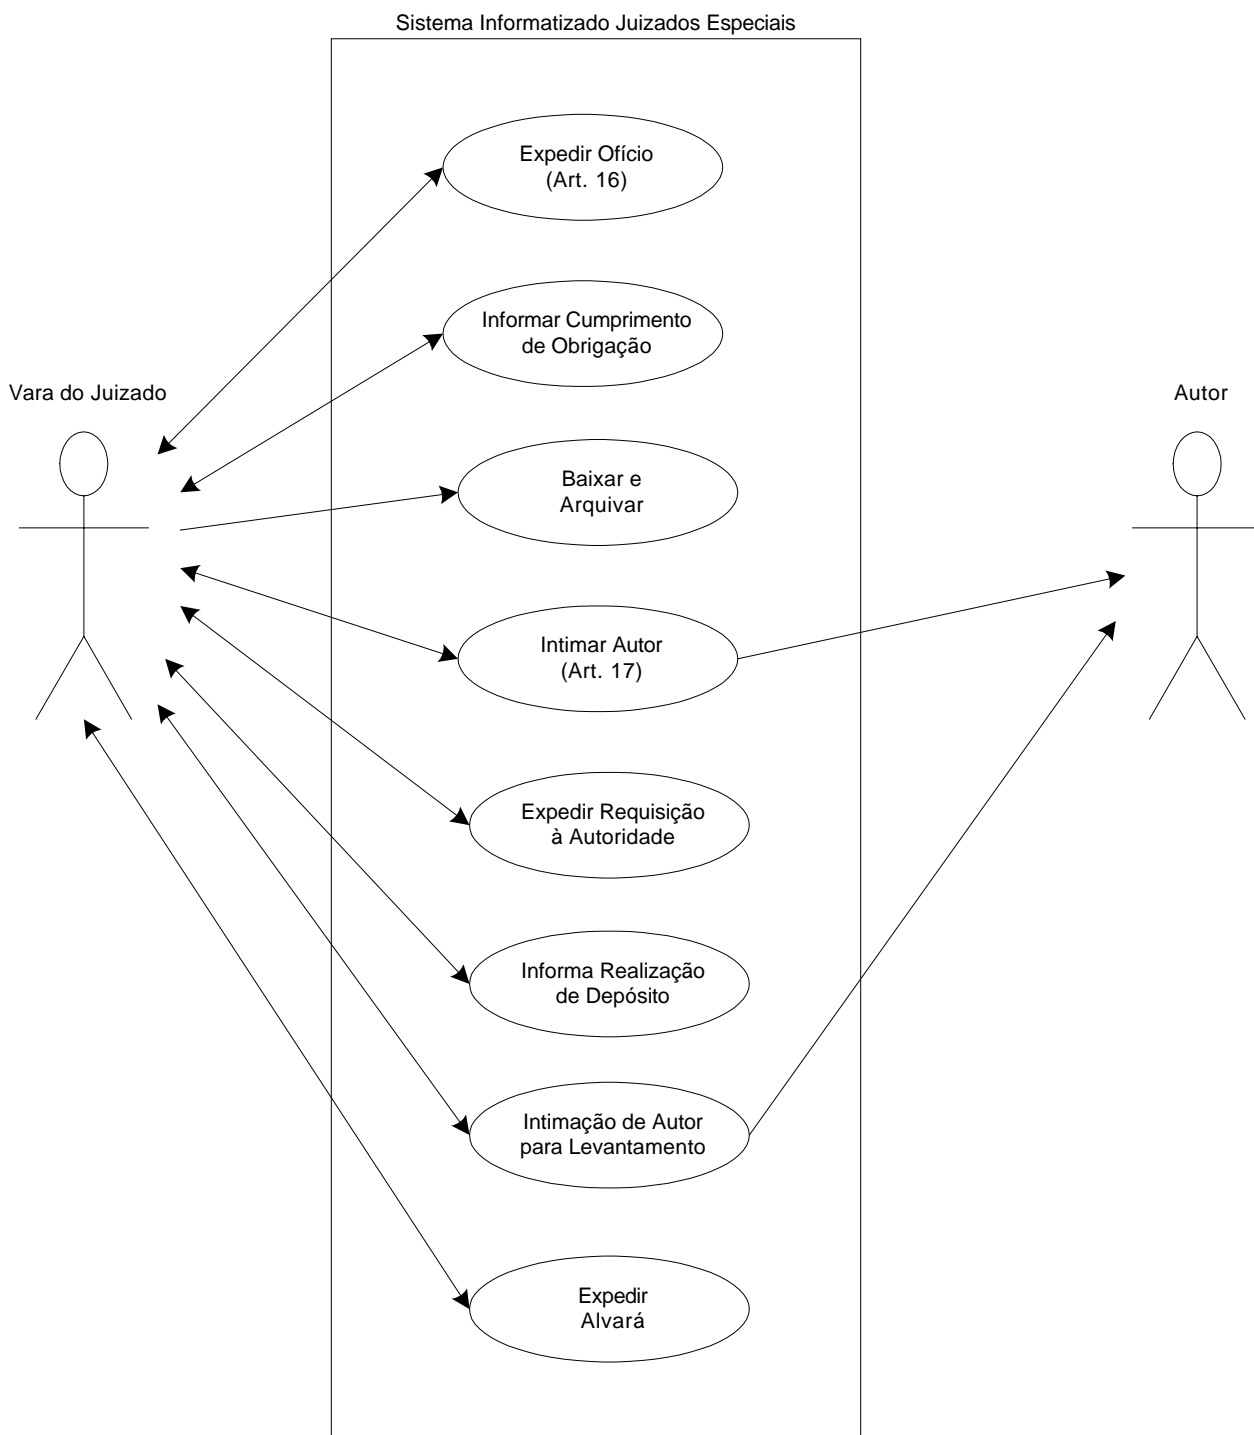 Sistema Informatizado Juizados Especiais
Expedir Ofício
(Art. 16)
Informar Cumprimento
de Obrigação
Vara do Juizado
Autor
Baixar e
Arquivar
Intimar Autor
(Art. 17)
Expedir Requisição
à Autoridade
Informa Realização
de Depósito
Intimação de Autor
para Levantamento
Expedir
Alvará